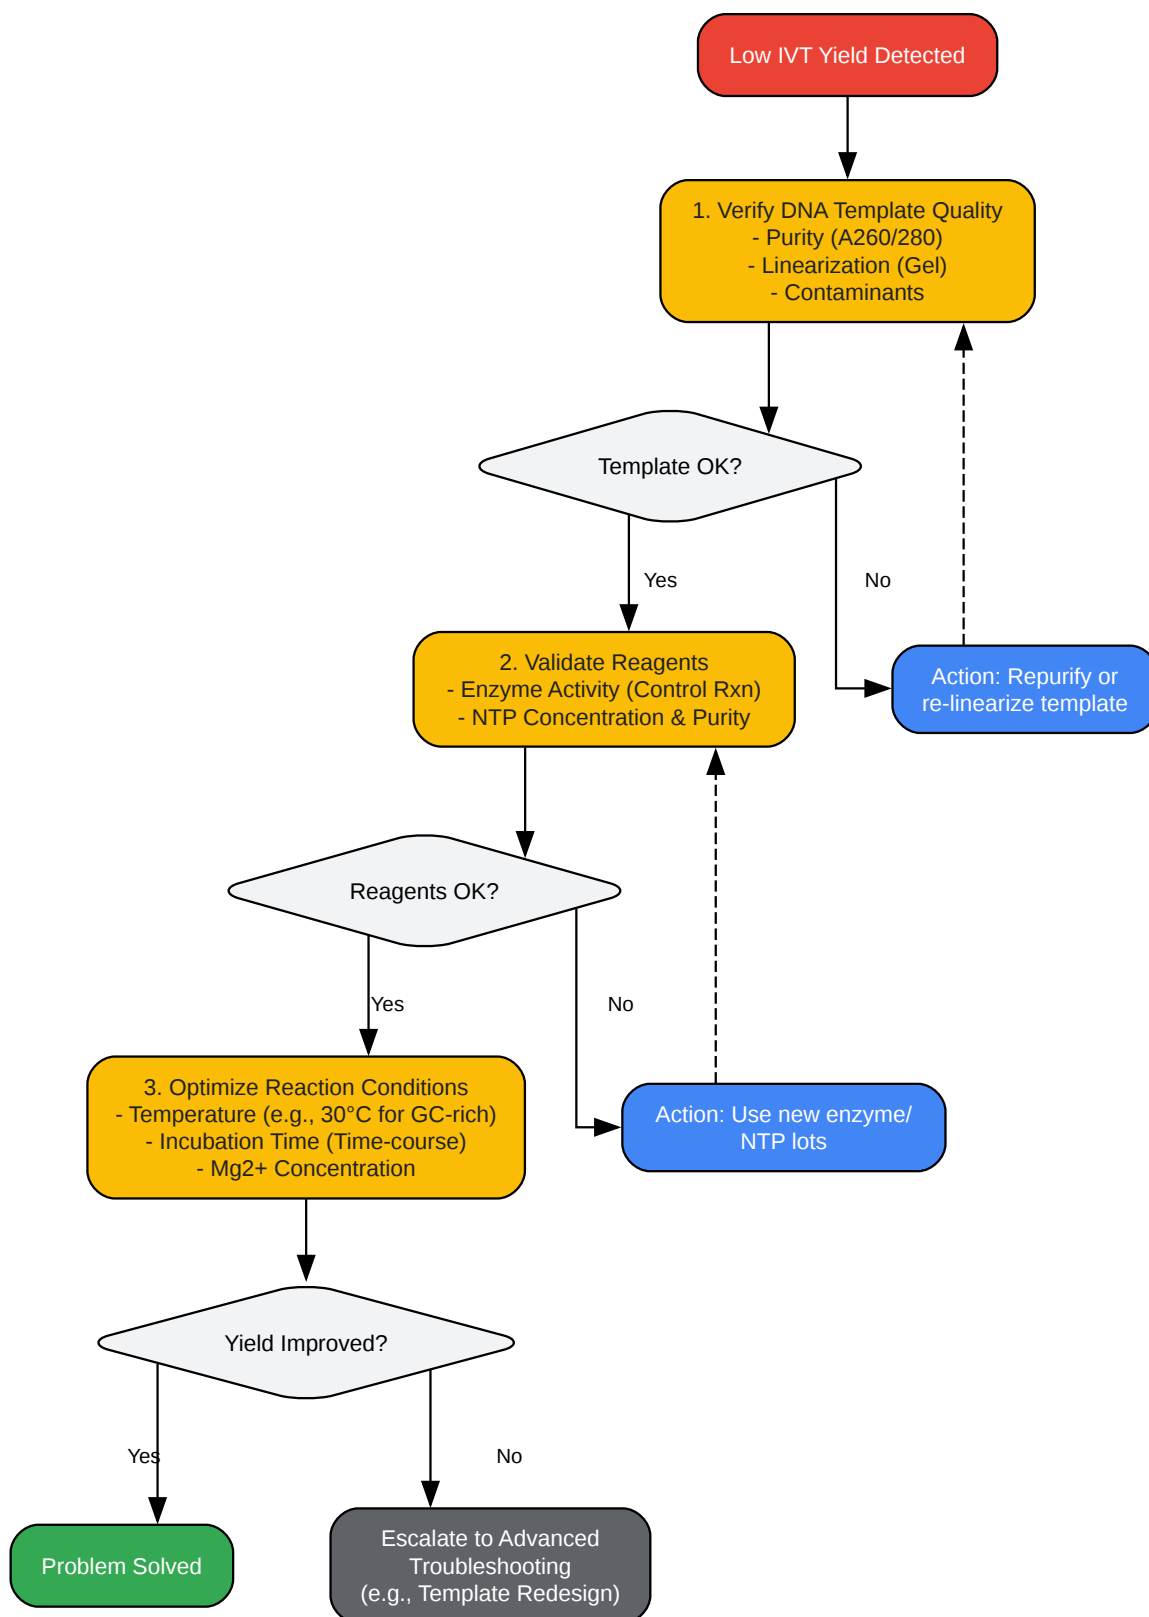 Low IVT Yield Detected
1. Verify DNA Template Quality
- Purity (A260/280)
- Linearization (Gel)
- Contaminants
Template OK?
Yes
No
2. Validate Reagents
- Enzyme Activity (Control Rxn)
- NTP Concentration & Purity
Action: Repurify or
re-linearize template
Reagents OK?
Yes
No
3. Optimize Reaction Conditions
- Temperature (e.g., 30°C for GC-rich)
- Incubation Time (Time-course)
- Mg2+ Concentration
Action: Use new enzyme/
NTP lots
Yield Improved?
Yes
No
Problem Solved
Escalate to Advanced
Troubleshooting
(e.g., Template Redesign)